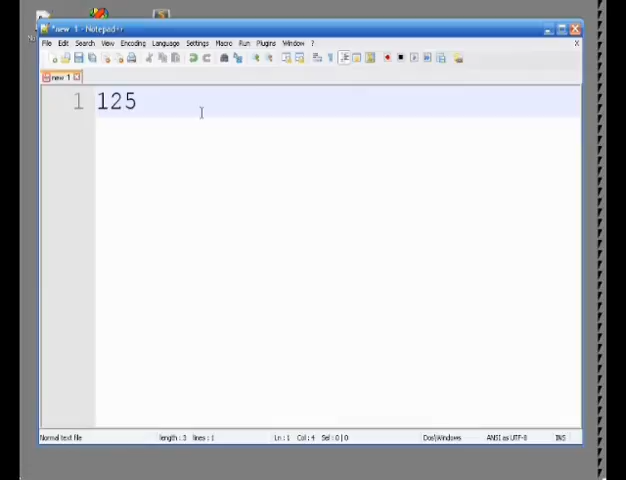 *new 1 - Notepad++
File Edit Search View Encoding Language Settings Macro Run Plugins Window ? X
new 1
1 125
Normal text file length : 3 lines : 1 Ln : 1 Col : 4 Sel : 0 | 0 Dos\Windows ANSI as UTF-8 INS